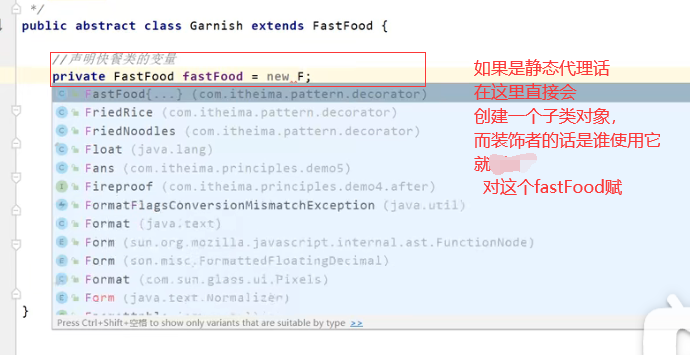 */
public abstract class Garnish extends FastFood {
//声明快餐类的变量
private FastFood fastFood = new F;
如果是静态代理话
在这里直接会
创建一个子类对象,
而装饰者的话是谁使用它
就
对这个fastFood赋
FastFood{...} (com.itheima.pattern.decorator)
FriedRice (com.itheima.pattern.decorator)
FriedNoodles (com.itheima.pattern.decorator)
Float (java.lang)
Fans (com.itheima.principles.demo5)
Fireproof (com.itheima.principles.demo4.after)
FormatFlagsConversionMismatchException (java.util)
Format (java.text)
Form (sun.org.mozilla.javascript.internal.ast.FunctionNode)
Form (sun.misc.FormattedFloatingDecimal)
Format (com.sun.glass.ui.Pixels)
Form (java.text.Normalizer)
Press Ctrl+Shift+空格 to show only variants that are suitable by type >>
}